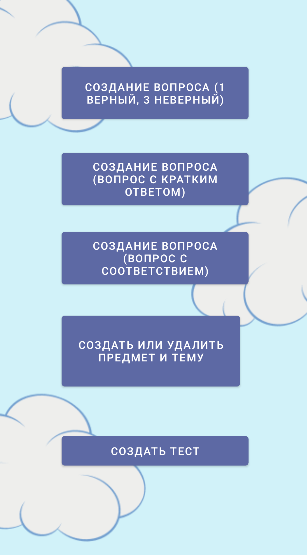 СОЗДАНИЕ ВОПРОСА (1
ВЕРНЫЙ, 3 НЕВЕРНЫЙ)
СОЗДАНИЕ ВОПРОСА
(ВОПРОС С КРАТКИМ
ОТВЕТОМ)
СОЗДАНИЕ ВОПРОСА
(ВОПРОС С
СООТВЕТСТВИЕМ)
СОЗДАТЬ ИЛИ УДАЛИТЬ
ПРЕДМЕТ И ТЕМУ
СОЗДАТЬ ТЕСТ